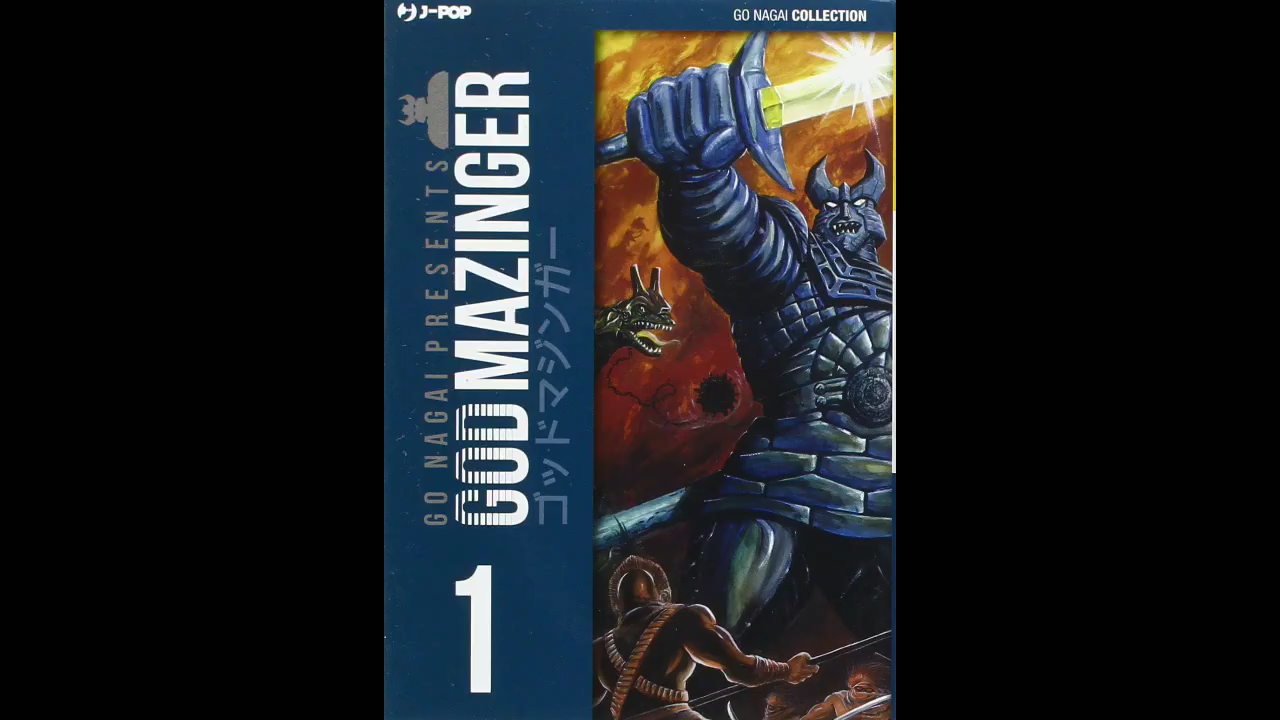 J-POP
GO NAGAI COLLECTION
GO NAGAI PRESENTS
GOD MAZINGER
ゴッドマジンガー
1